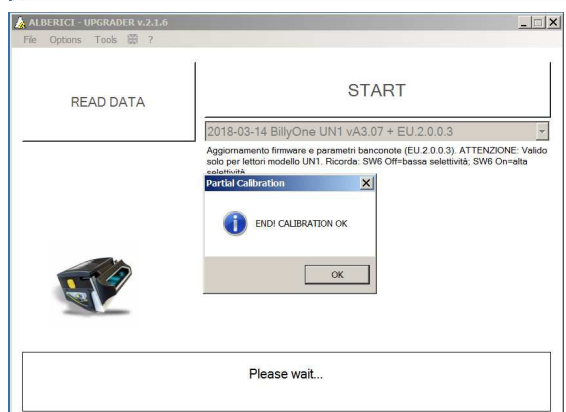 ALBERICI - UPGRADER v.2.1.6
File Options Tools ?
READ DATA
START
2018-03-14 BillyOne UN1 vA3.07 + EU.2.0.0.3
Aggiornamento firmware e parametri banconote (EU.2.0.0.3). ATTENZIONE: Valido
solo per lettori modello UN1. Ricorda: SW6 Off=bassa selettività; SW6 On=alta
selettività
Partial Calibration
END! CALIBRATION OK
OK
Please wait...